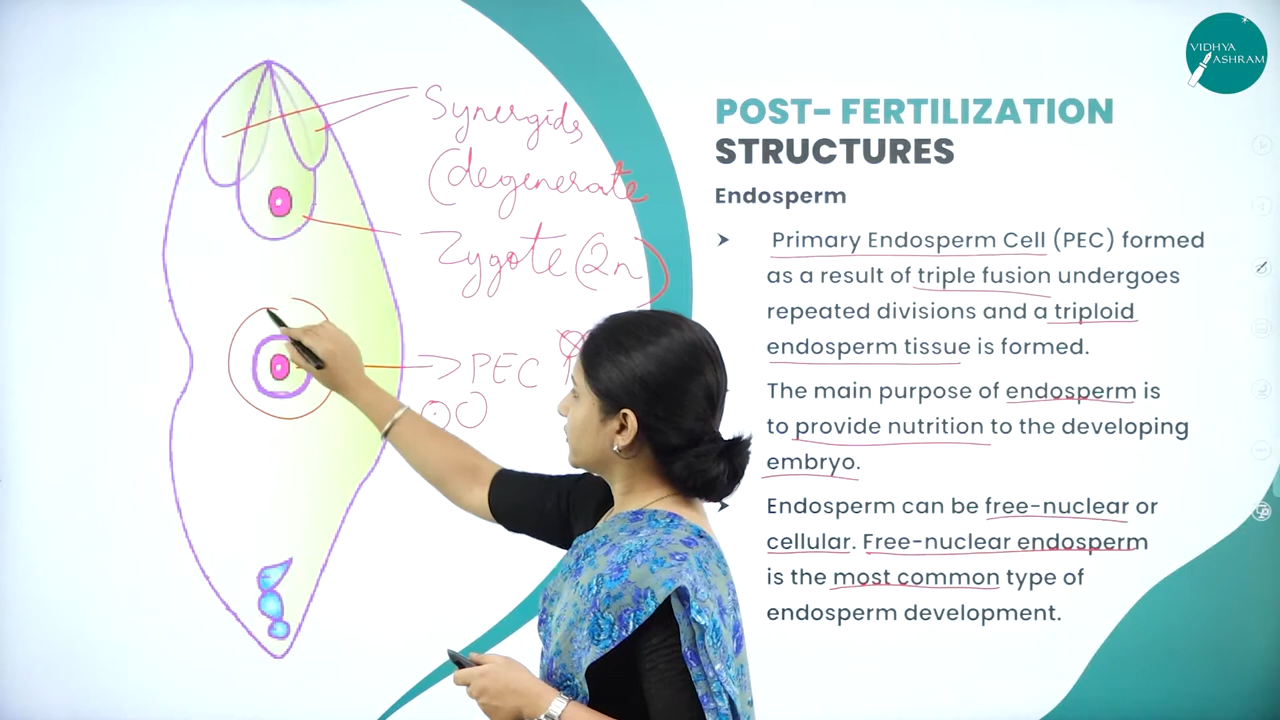 VIDHYA
ASHRAM
POST- FERTILIZATION
STRUCTURES
Endosperm
Primary Endosperm Cell (PEC) formed
as a result of triple fusion undergoes
repeated divisions and a triploid
endosperm tissue is formed.
The main purpose of endosperm is
to provide nutrition to the developing
embryo.
Endosperm can be free-nuclear or
cellular. Free-nuclear endosperm
is the most common type of
endosperm development.
Synergids
(degenerate
Zygote (2n)
PEC